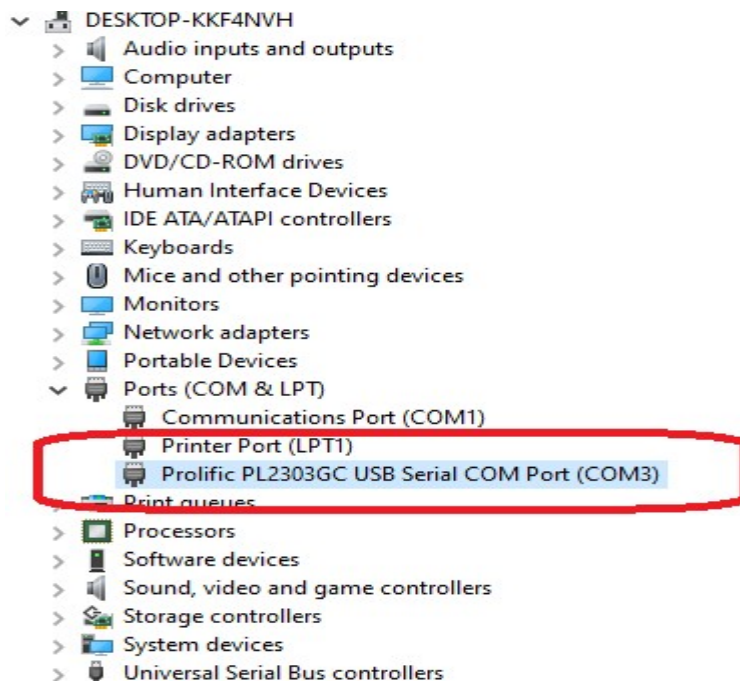 DESKTOP-KKF4NVH
Audio inputs and outputs
Computer
Disk drives
Display adapters
DVD/CD-ROM drives
Human Interface Devices
IDE ATA/ATAPI controllers
Keyboards
Mice and other pointing devices
Monitors
Network adapters
Portable Devices
Ports (COM & LPT)
Communications Port (COM1)
Printer Port (LPT1)
Prolific PL2303GC USB Serial COM Port (COM3)
Print queues
Processors
Software devices
Sound, video and game controllers
Storage controllers
System devices
Universal Serial Bus controllers